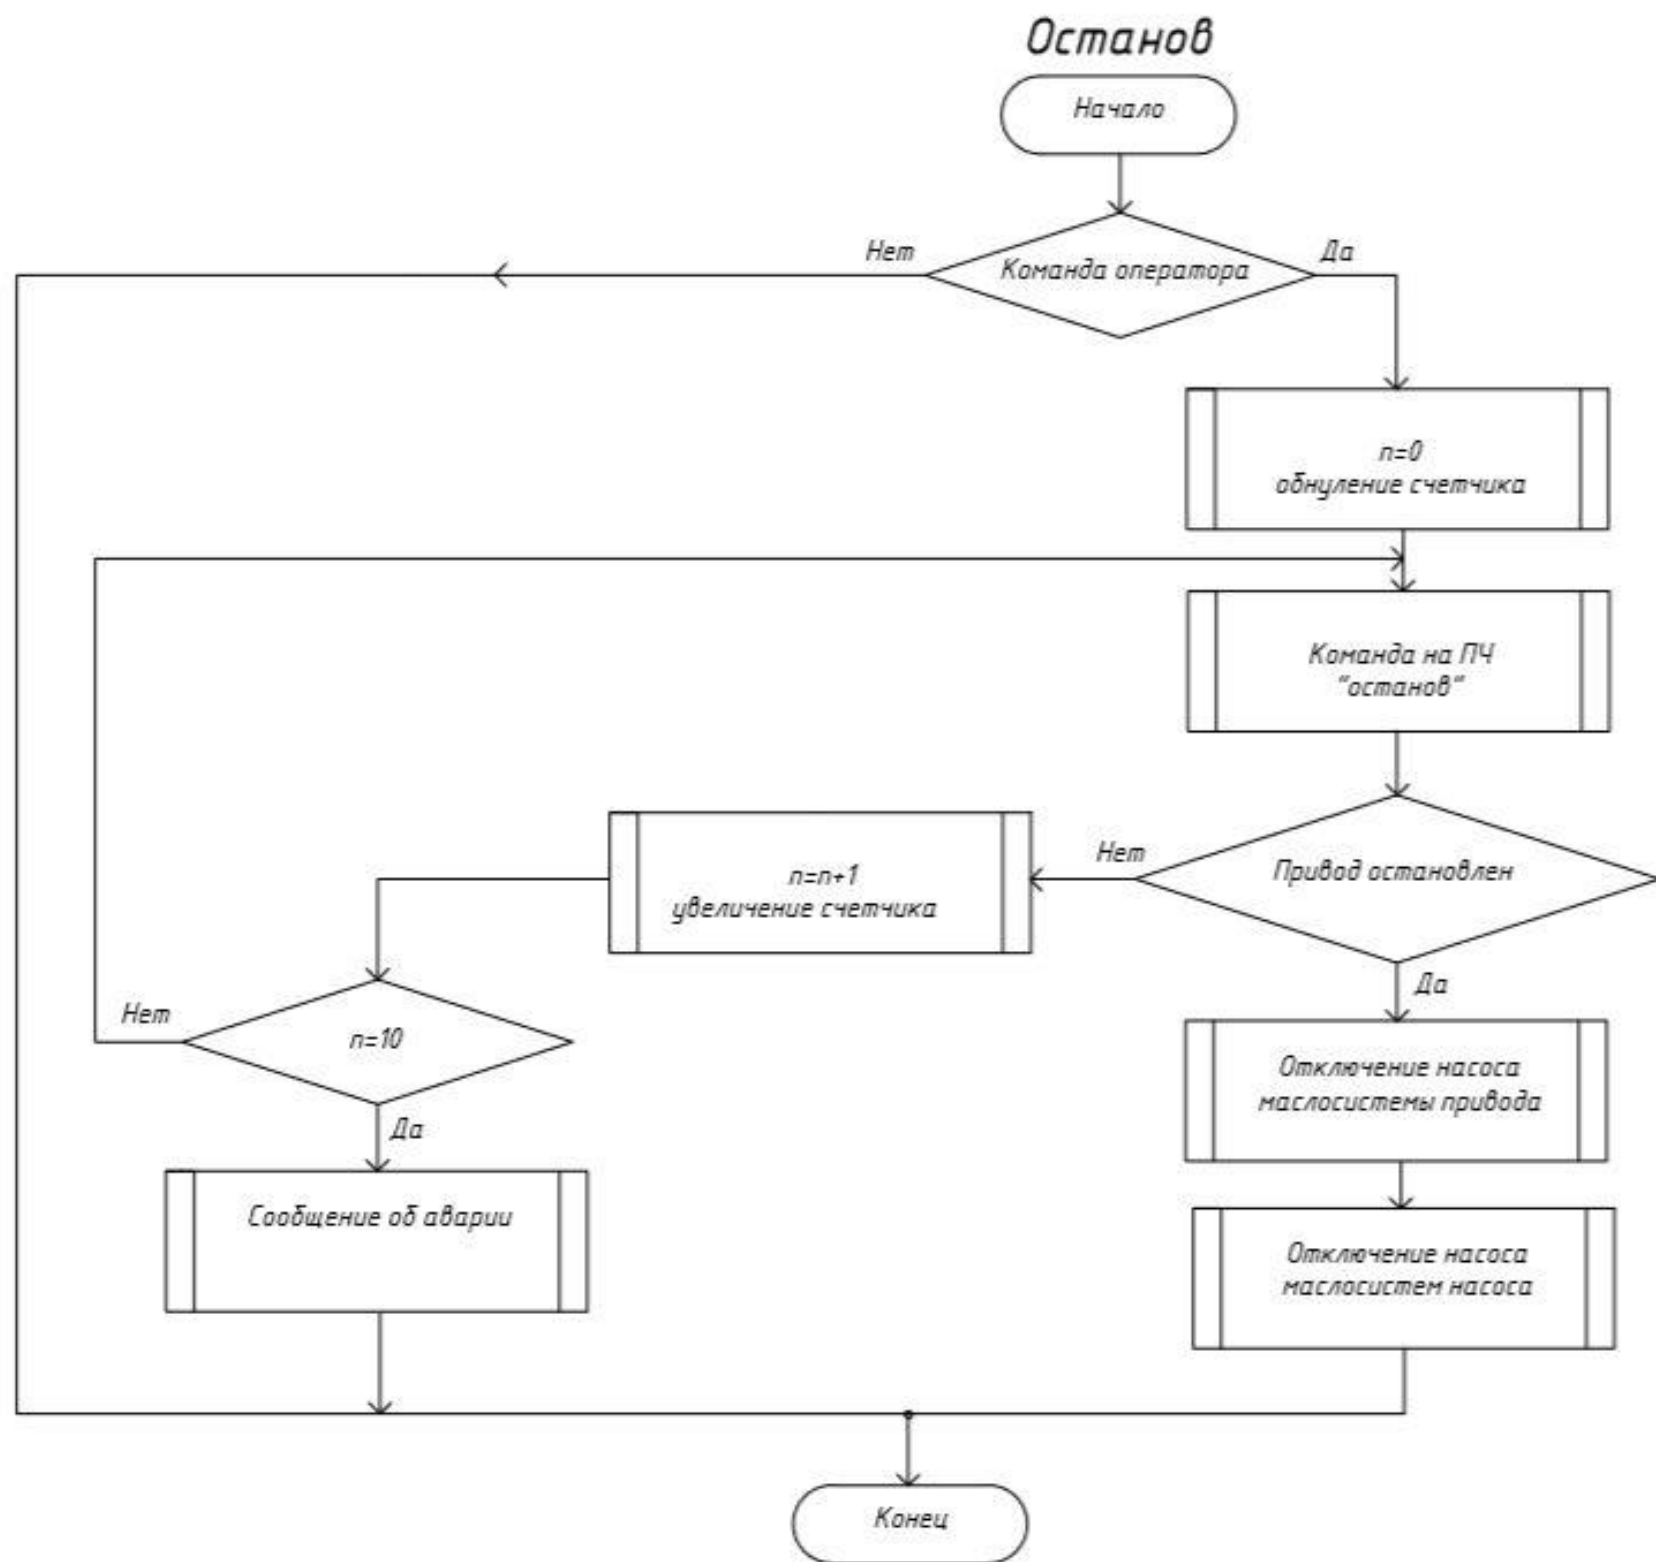 Останов
Начало
Нет
Да
Команда оператора
n=0
обнуление счетчика
Команда на ПЧ
"останов"
Привод остановлен
Нет
n=n+1
увеличение счетчика
Да
Нет
n=10
Отключение насоса
маслосистемы привода
Да
Сообщение об аварии
Отключение насоса
маслосистем насоса
Конец